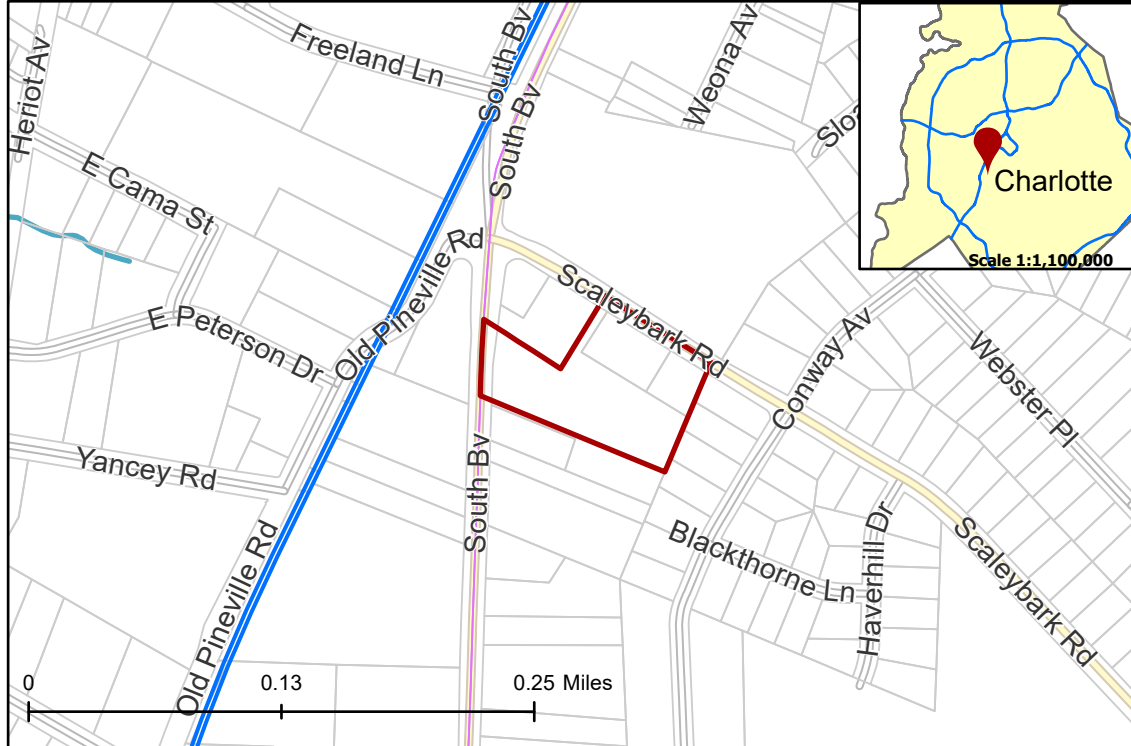 Freeland Ln
South Bv
South Bv
Weona Av
Heriot Av
E Cama St
Charlotte
Scale 1:1,100,000
Old Pineville Rd
Scaleybark Rd
E Peterson Dr
Conway Av
Webster Pl
Yancey Rd
South Bv
Blackthorne Ln
Haverhill Dr
Scaleybark Rd
Old Pineville Rd
0 0.13 0.25 Miles